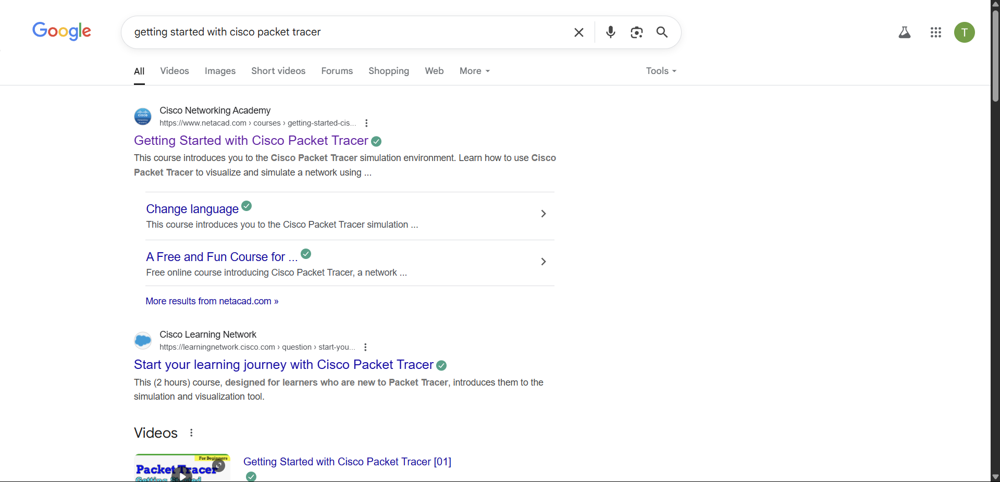 Google
getting started with cisco packet tracer
T
All Videos Images Short videos Forums Shopping Web More Tools
Cisco Networking Academy
https://www.netacad.com › courses › getting-started-cis...
Getting Started with Cisco Packet Tracer
This course introduces you to the Cisco Packet Tracer simulation environment. Learn how to use Cisco
Packet Tracer to visualize and simulate a network using ...
Change language
This course introduces you to the Cisco Packet Tracer simulation ...
A Free and Fun Course for ...
Free online course introducing Cisco Packet Tracer, a network ...
More results from netacad.com »
Cisco Learning Network
https://learningnetwork.cisco.com › question › start-you...
Start your learning journey with Cisco Packet Tracer
This (2 hours) course, designed for learners who are new to Packet Tracer, introduces them to the
simulation and visualization tool.
Videos
For Beginners
Packet Tracer
Getting Started
Getting Started with Cisco Packet Tracer [01]